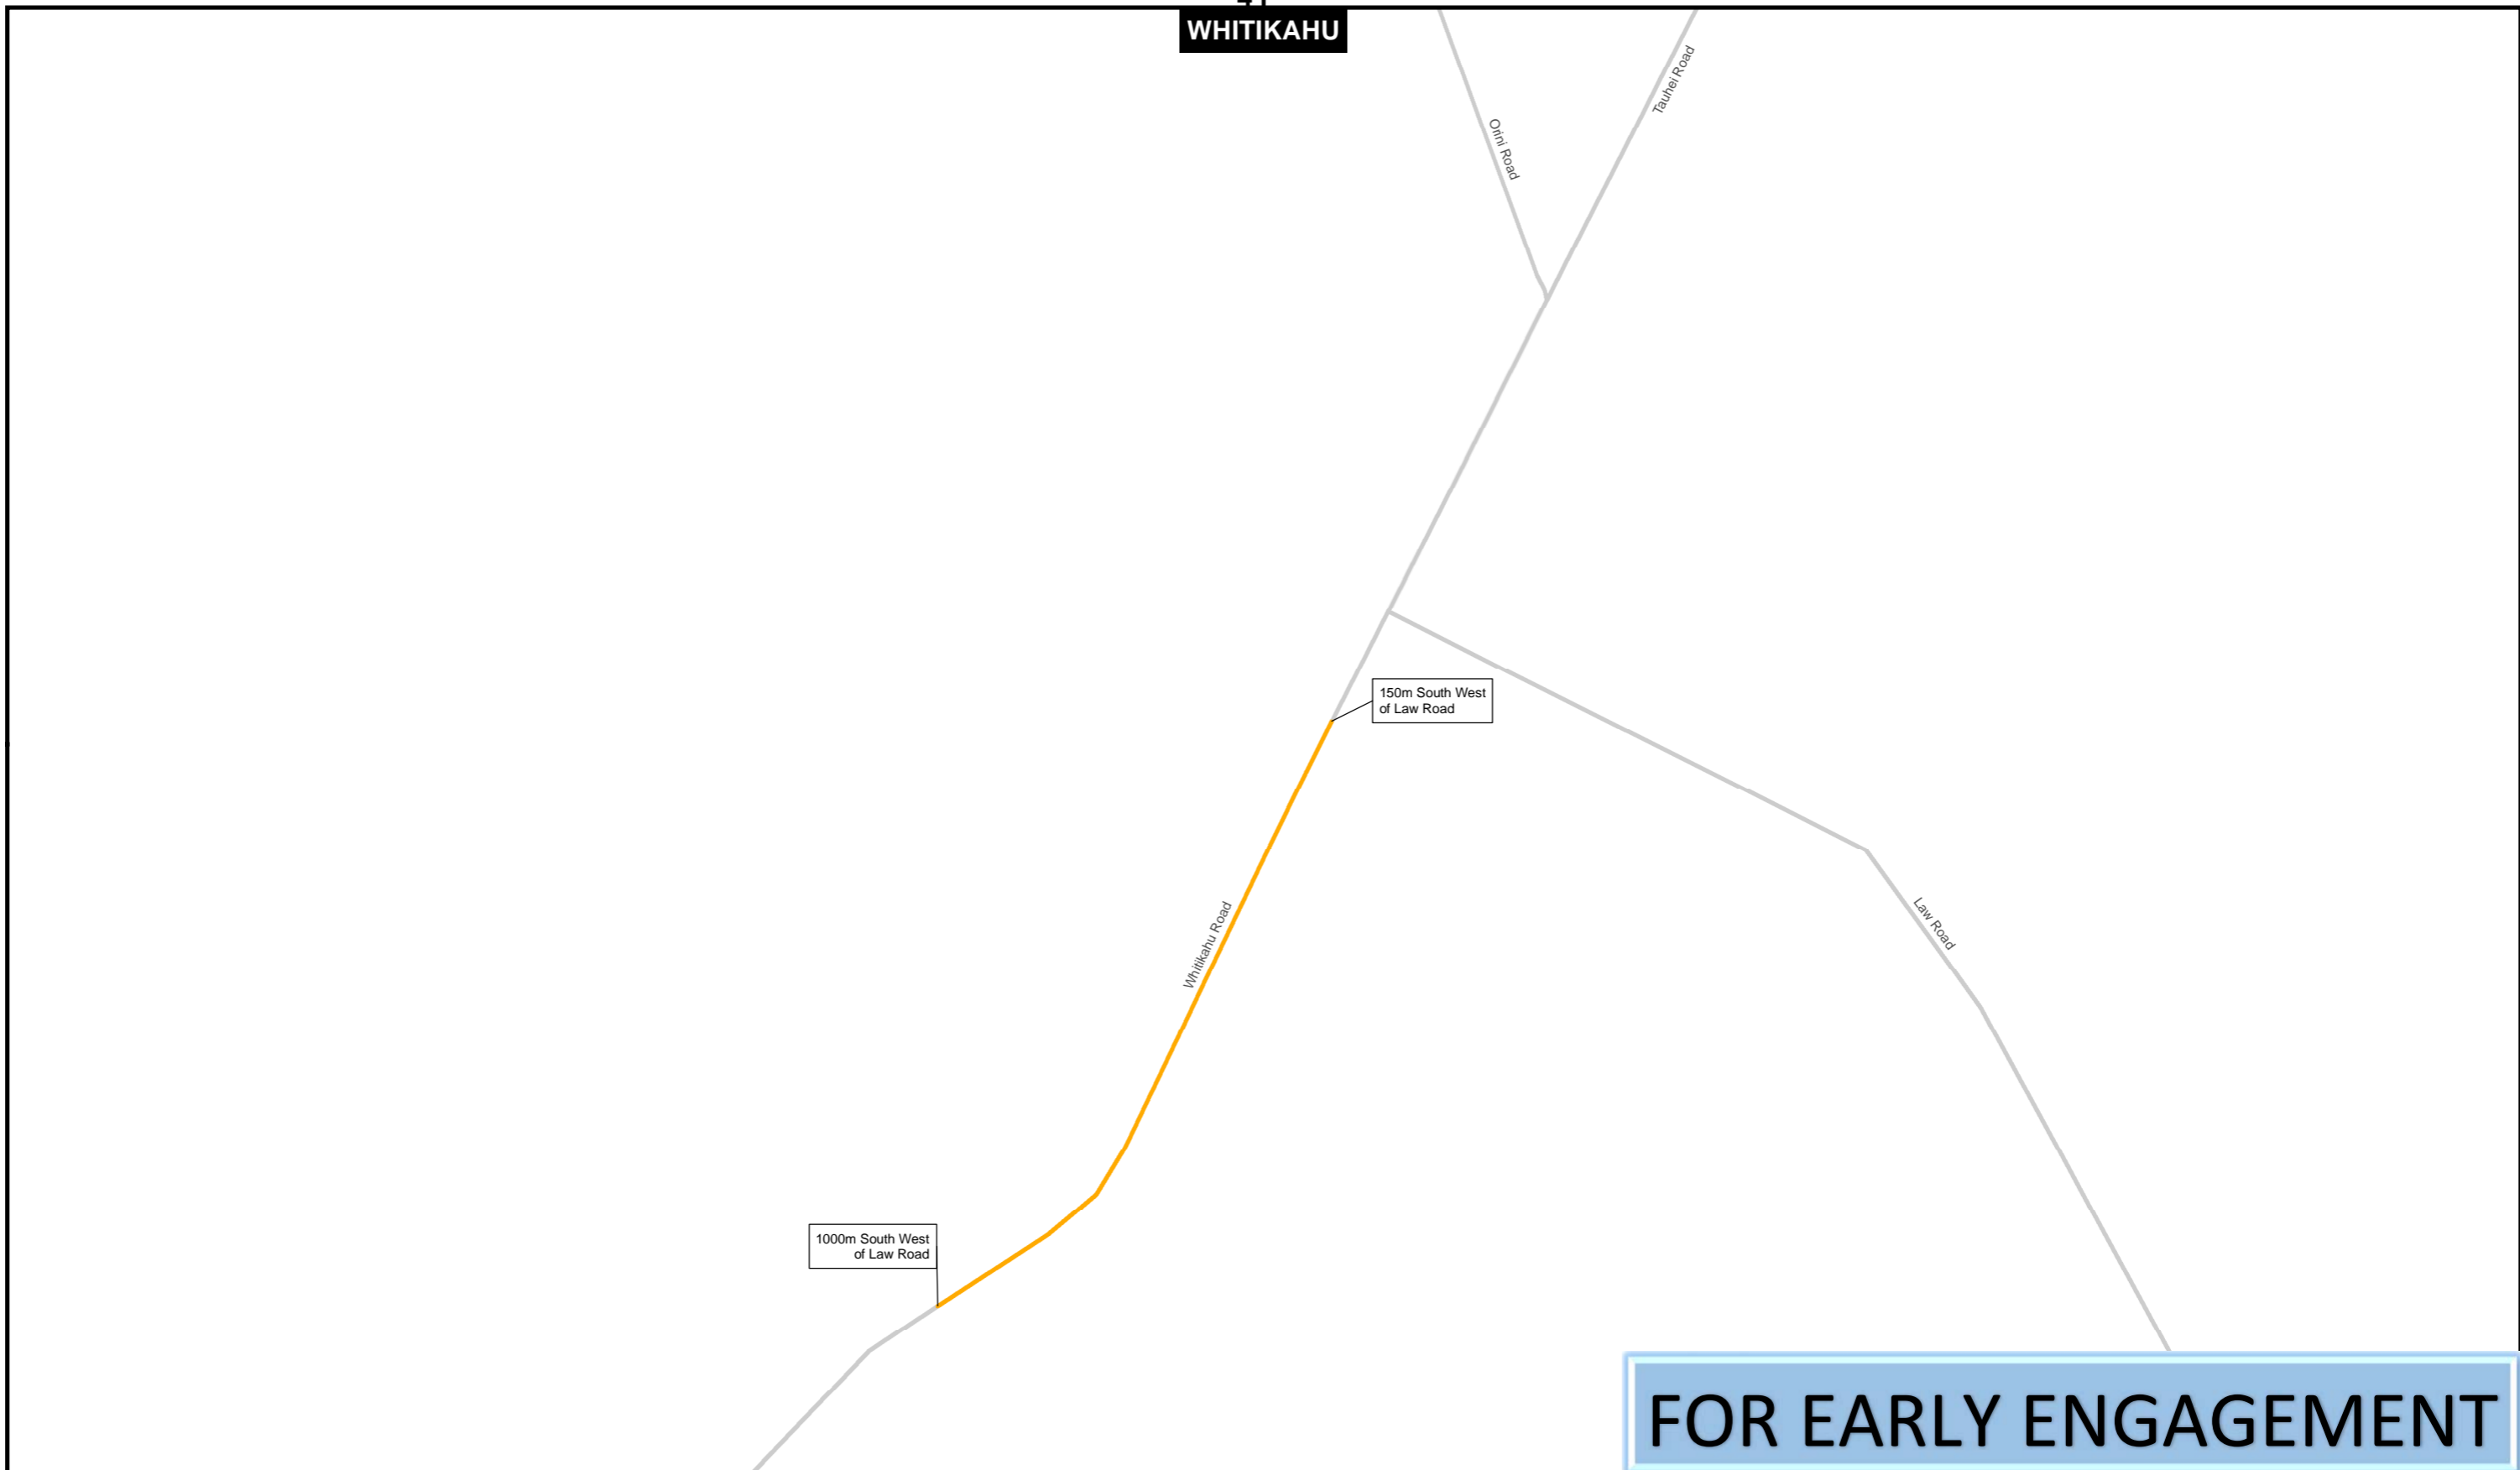 WHITIKAHU
Tauhei Road
Orini Road
150m South West
of Law Road
Whitikahu Road
Law Road
1000m South West
of Law Road
FOR EARLY ENGAGEMENT